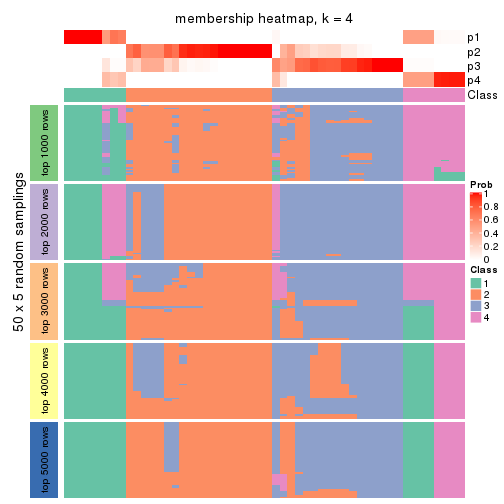 membership heatmap, k = 4
p1
p2
p3
p4
Class
50 x 5 random samplings
top 1000 rows
top 2000 rows
top 3000 rows
top 4000 rows
top 5000 rows
Prob
1
0.8
0.6
0.4
0.2
0
Class
1
2
3
4